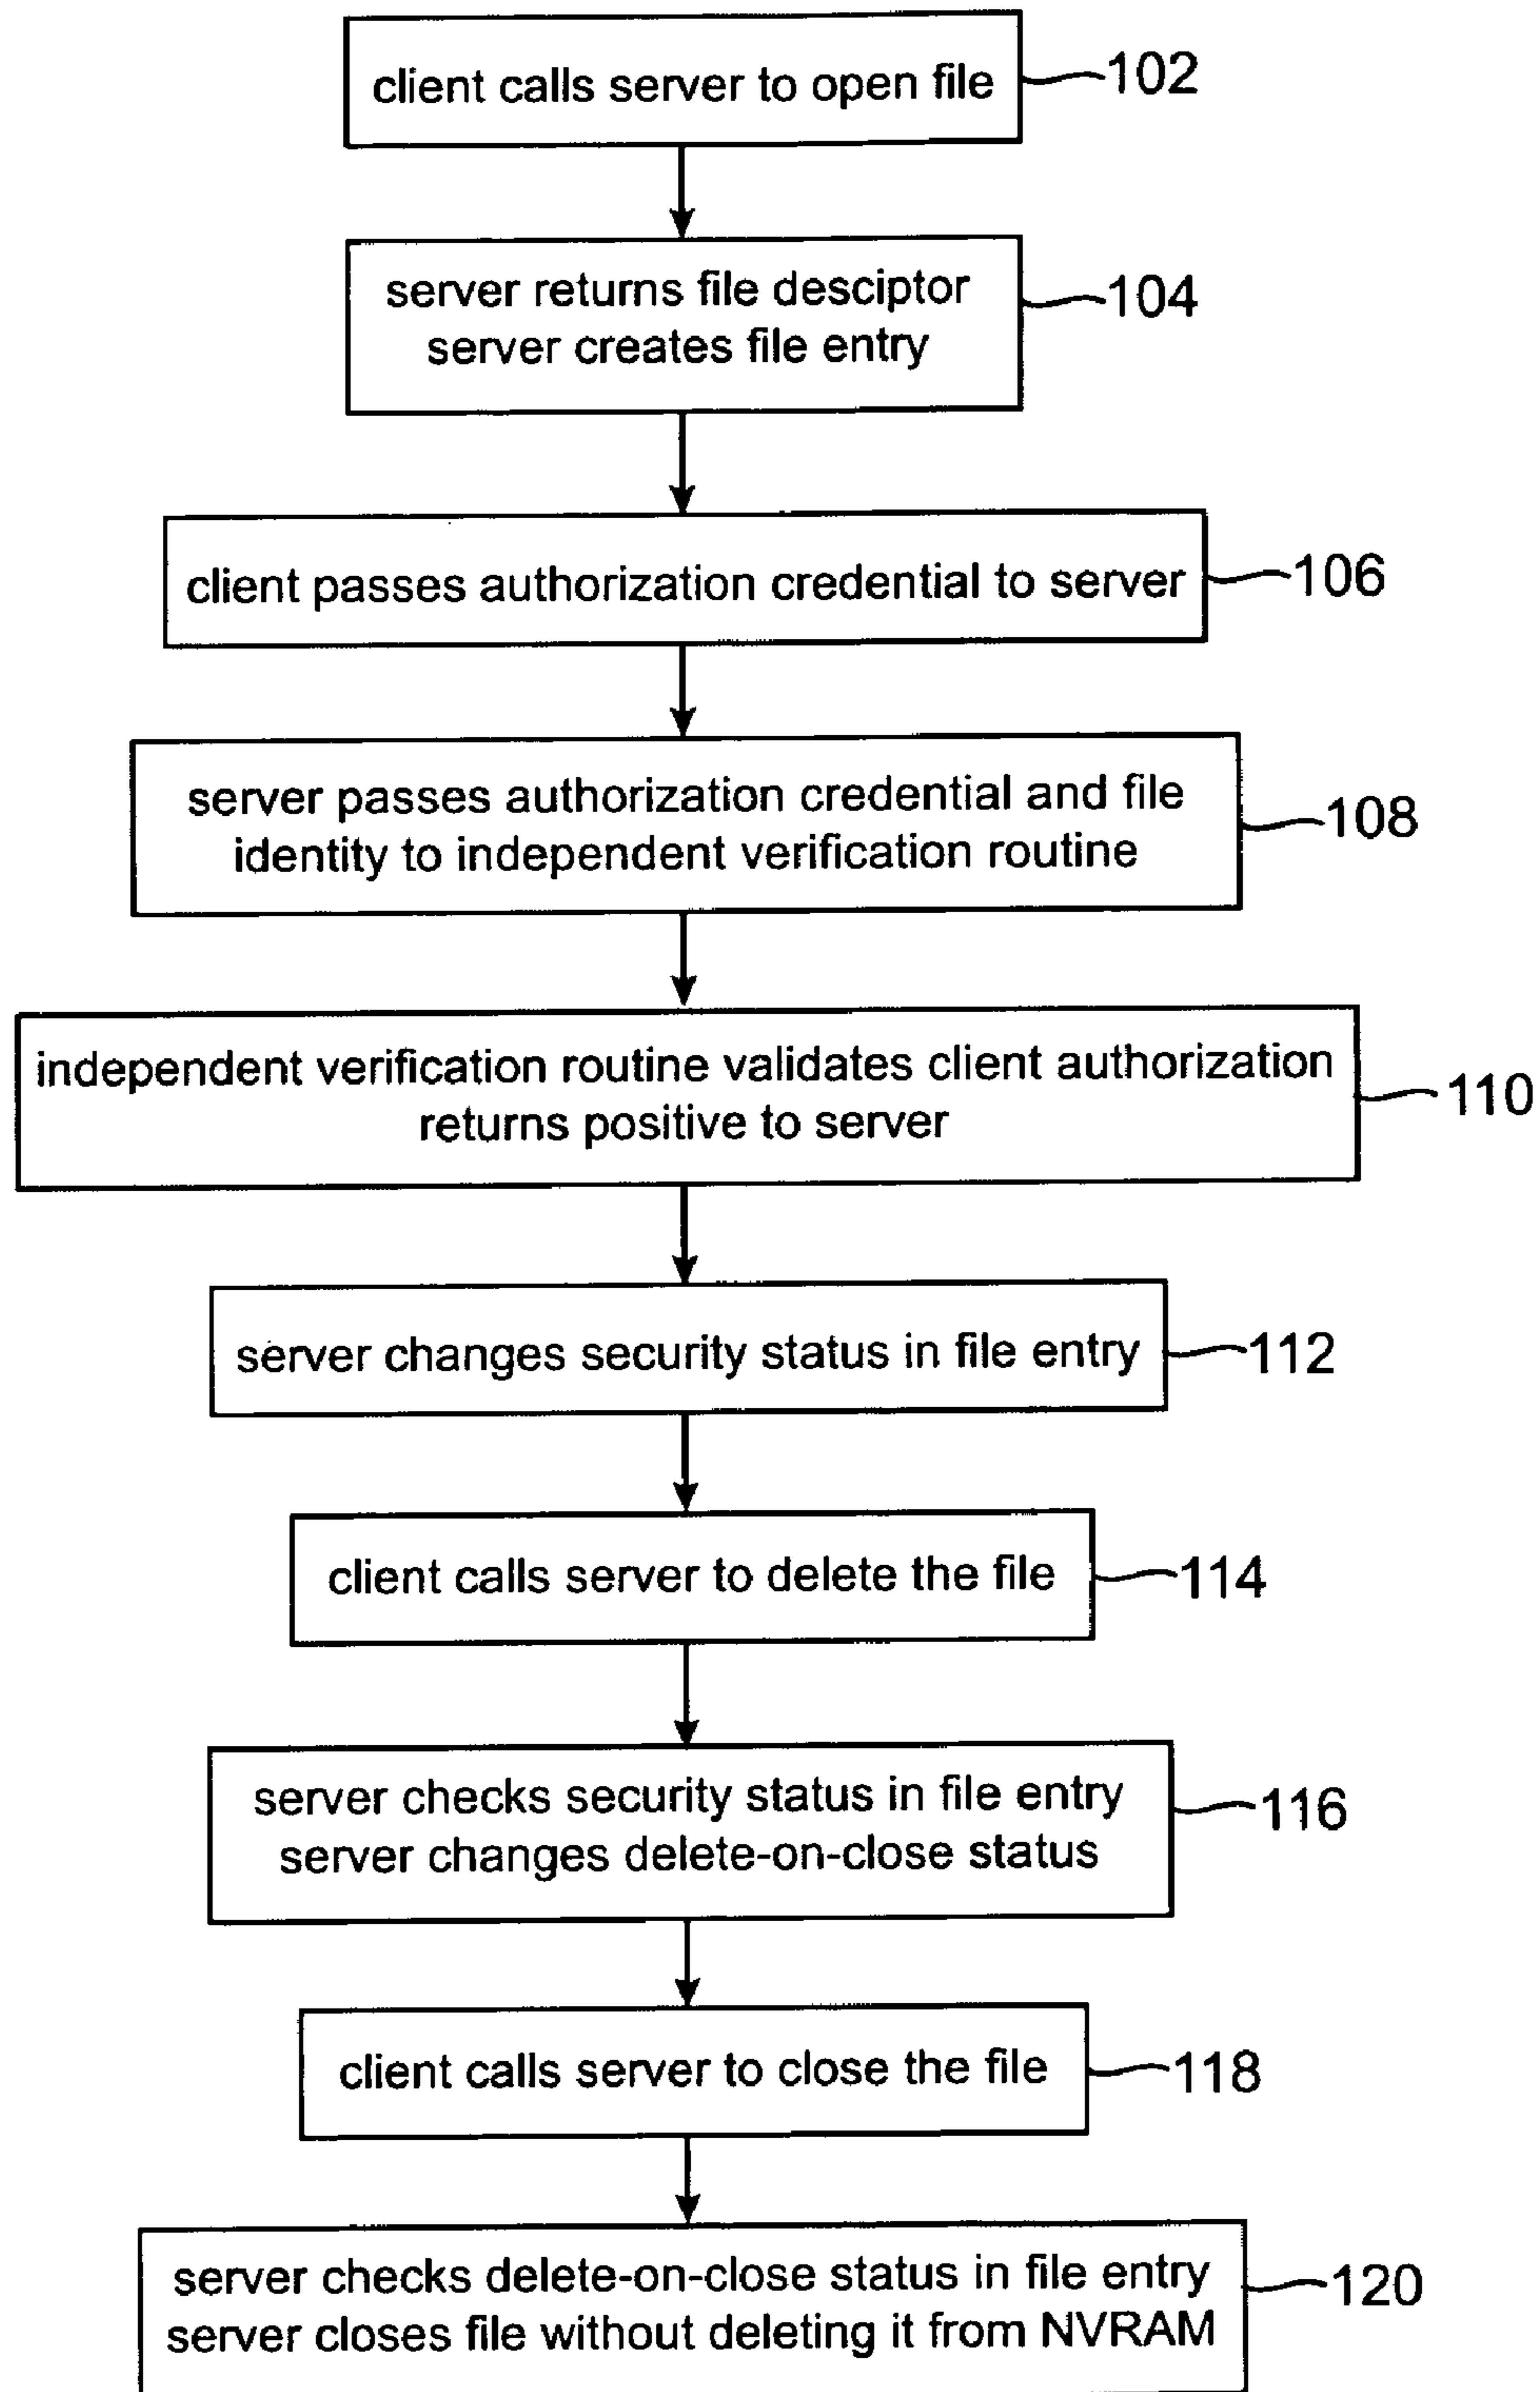 client calls server to open file
102
server returns file desciptor
server creates file entry
104
client passes authorization credential to server
106
server passes authorization credential and file
identity to independent verification routine
108
independent verification routine validates client authorization
returns positive to server
110
server changes security status in file entry
112
client calls server to delete the file
114
server checks security status in file entry
server changes delete-on-close status
116
client calls server to close the file
118
server checks delete-on-close status in file entry
server closes file without deleting it from NVRAM
120